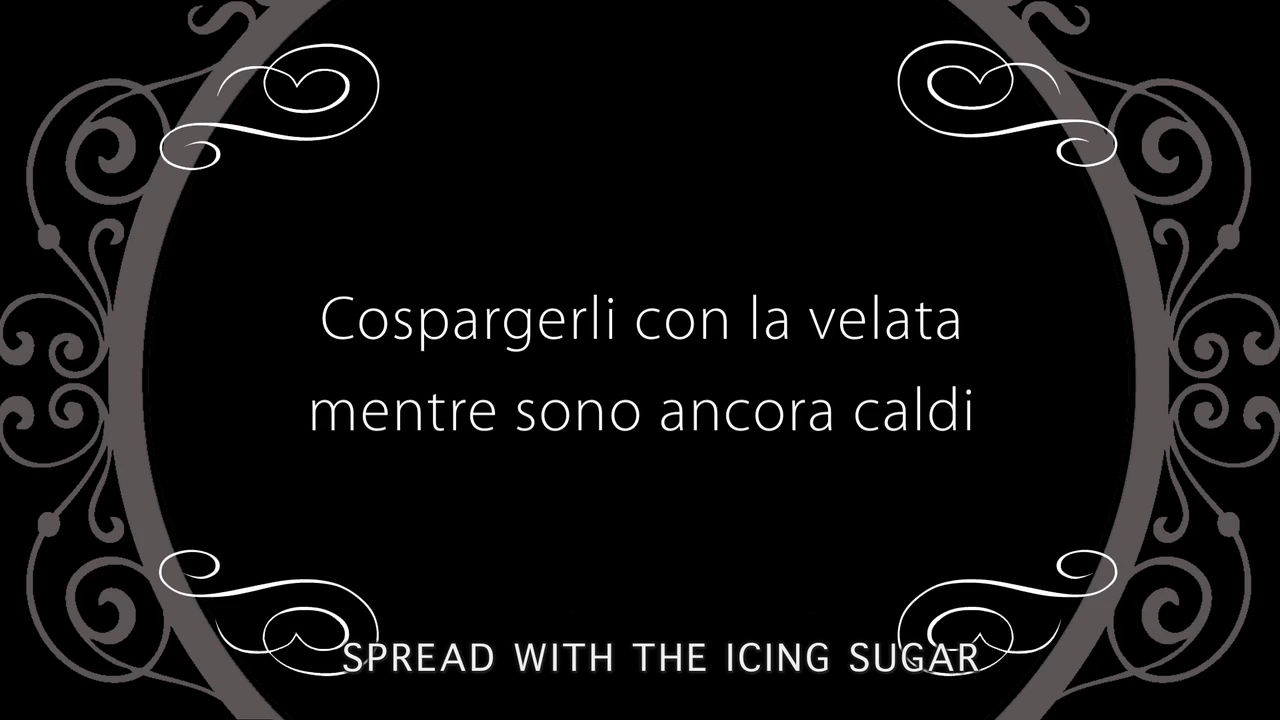 Cospargerli con la velata
mentre sono ancora caldi
SPREAD WITH THE ICING SUGAR